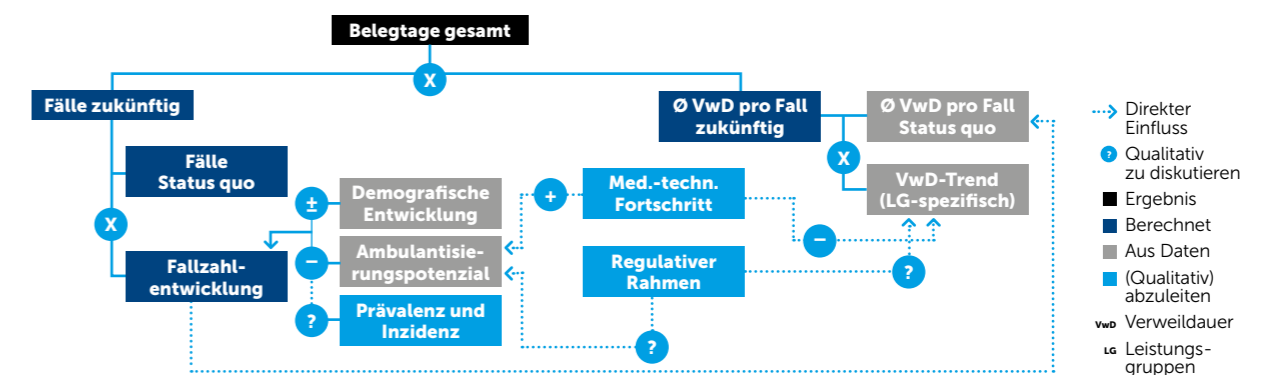 Belegtage gesamt
X
Fälle zukünftig
Ø VwD pro Fall
zukünftig
Ø VwD pro Fall
Status quo
Fälle
Status quo
X
VwD-Trend
(LG-spezifisch)
X
±
Demografische
Entwicklung
+
Med.-techn.
Fortschritt
−
Fallzahl-
entwicklung
−
Ambulantisie-
rungspotenzial
Regulativer
Rahmen
?
?
Prävalenz und
Inzidenz
?
Direkter
Einfluss
?
Qualitativ
zu diskutieren
Ergebnis
Berechnet
Aus Daten
(Qualitativ)
abzuleiten
VwD Verweildauer
LG Leistungs-
gruppen